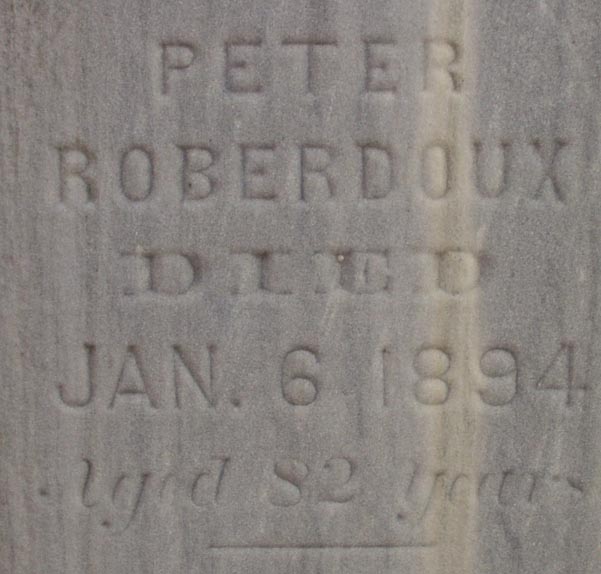 PETER
ROBERDOUX
DIED
JAN. 6 1894
Aged 82 years